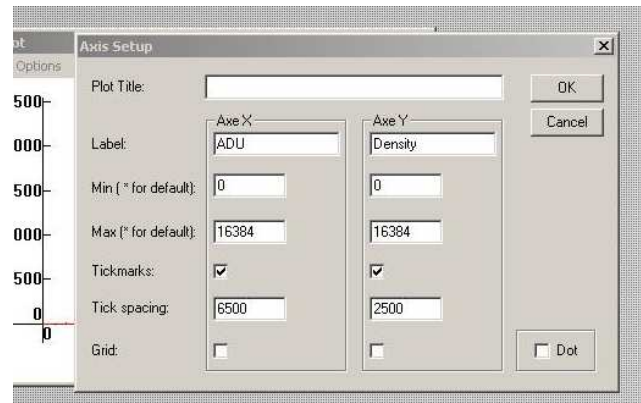 ot
Axis Setup
Options
Plot Title:
OK
Cancel
Axe X
Axe Y
Label:
ADU
Density
Min ( * for default):
0
0
Max (* for default):
16384
16384
Tickmarks:
Tick spacing:
6500
2500
Grid:
Dot
500
000
500
000
500
0
0